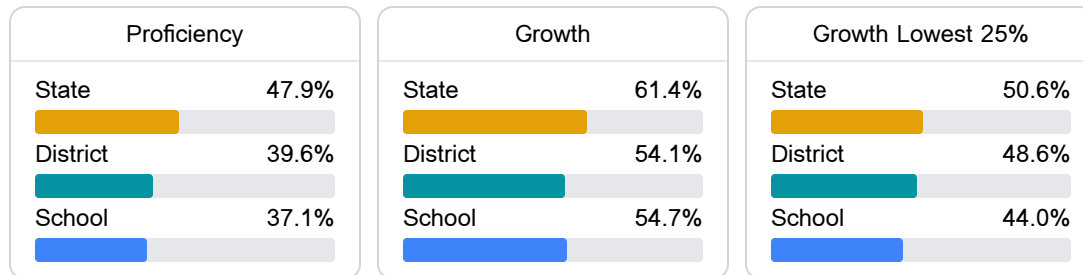 Proficiency
State 47.9%
District 39.6%
School 37.1%
Growth
State 61.4%
District 54.1%
School 54.7%
Growth Lowest 25%
State 50.6%
District 48.6%
School 44.0%